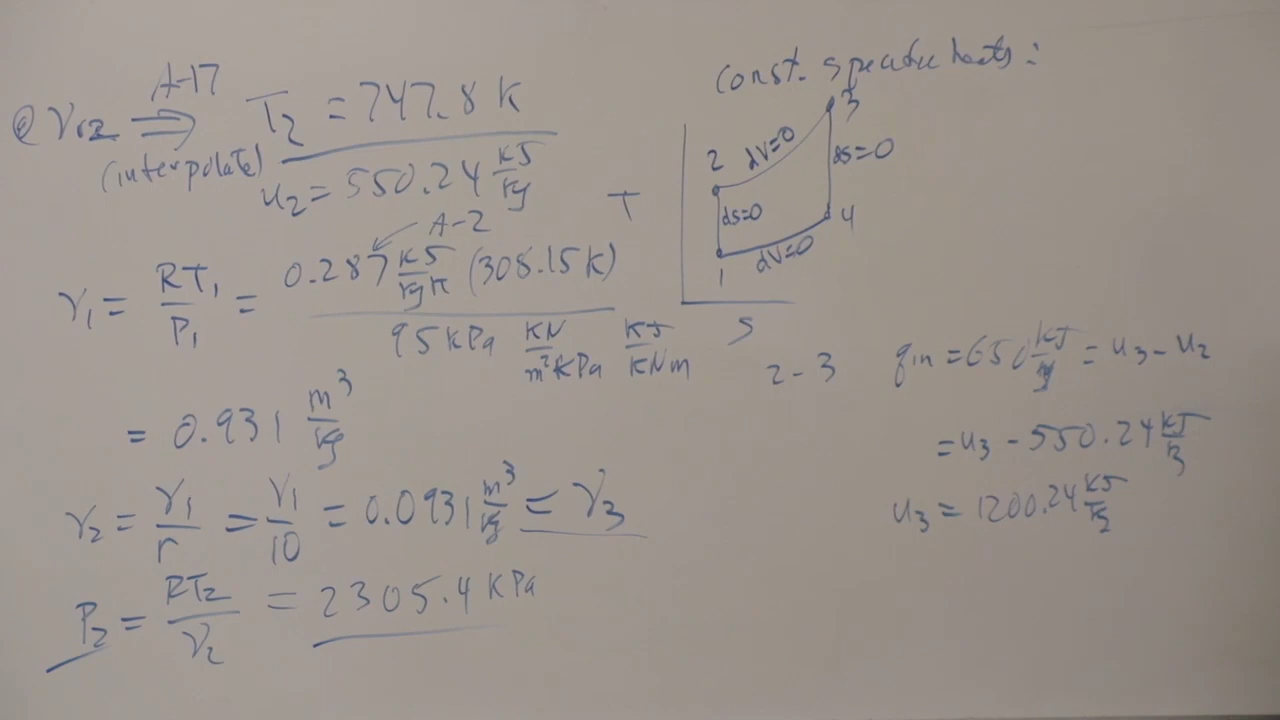 A-17
@ Vr2 ⇒ T2 = 747.8 K
(interpolate)
u2 = 550.24 kJ/kg
A-2
v1 = RT1/P1 = 0.287 kJ/kgK (308.15K) / 95 kPa kN/m²kPa kJ/kNm
= 0.931 m³/kg
v2 = v1/r = v1/10 = 0.0931 m³/kg = v3
P2 = RT2/v2 = 2305.4 kPa
Const. specific heats:
3
2
dv=0
ds=0
T
ds=0
4
dv=0
1
S
2-3
qin = 650 kJ/kg = u3 - u2
= u3 - 550.24 kJ/kg
u3 = 1200.24 kJ/kg